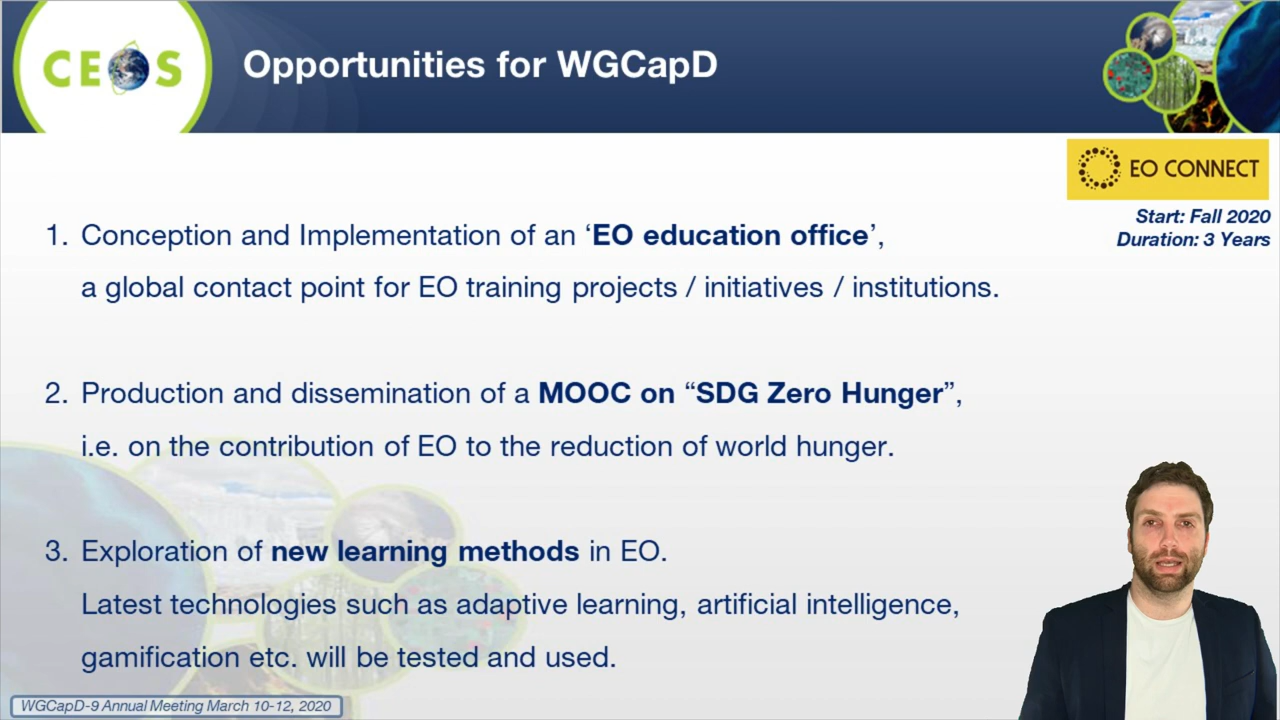 CEOS
Opportunities for WGCapD
EO CONNECT
Start: Fall 2020
Duration: 3 Years
1. Conception and Implementation of an ‘EO education office’,
a global contact point for EO training projects / initiatives / institutions.
2. Production and dissemination of a MOOC on “SDG Zero Hunger”,
i.e. on the contribution of EO to the reduction of world hunger.
3. Exploration of new learning methods in EO.
Latest technologies such as adaptive learning, artificial intelligence,
gamification etc. will be tested and used.
WGCapD-9 Annual Meeting March 10-12, 2020